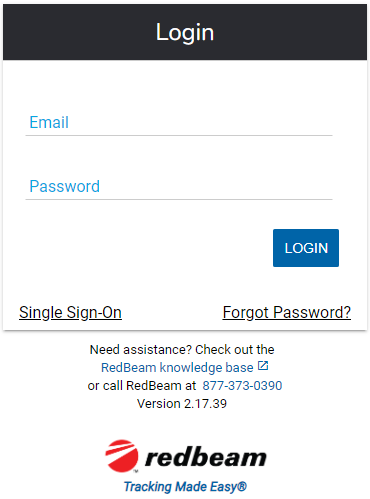 Login
Email
Password
LOGIN
Single Sign-On Forgot Password?
Need assistance? Check out the
RedBeam knowledge base
or call RedBeam at 877-373-0390
Version 2.17.39
redbeam
Tracking Made Easy®